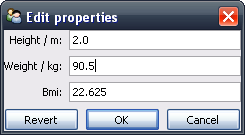 Edit properties
Height / m: 2.0
Weight / kg: 90.5
Bmi: 22.625
Revert OK Cancel